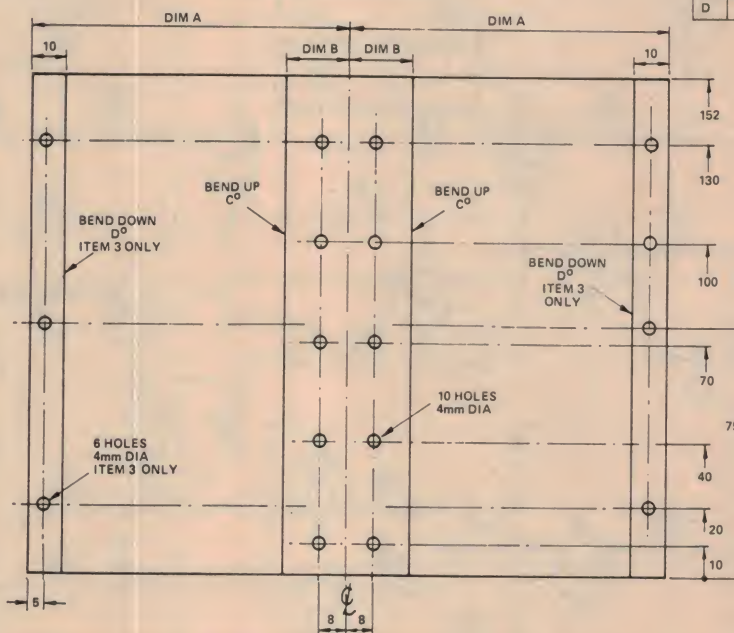 DIM A
DIM A
D
10
DIM B
DIM B
10
152
130
BEND UP
C°
BEND UP
C°
BEND DOWN
D°
ITEM 3 ONLY
BEND DOWN
D°
ITEM 3
ONLY
100
70
10 HOLES
4mm DIA
75
6 HOLES
4mm DIA
ITEM 3 ONLY
40
20
10
5
8
8